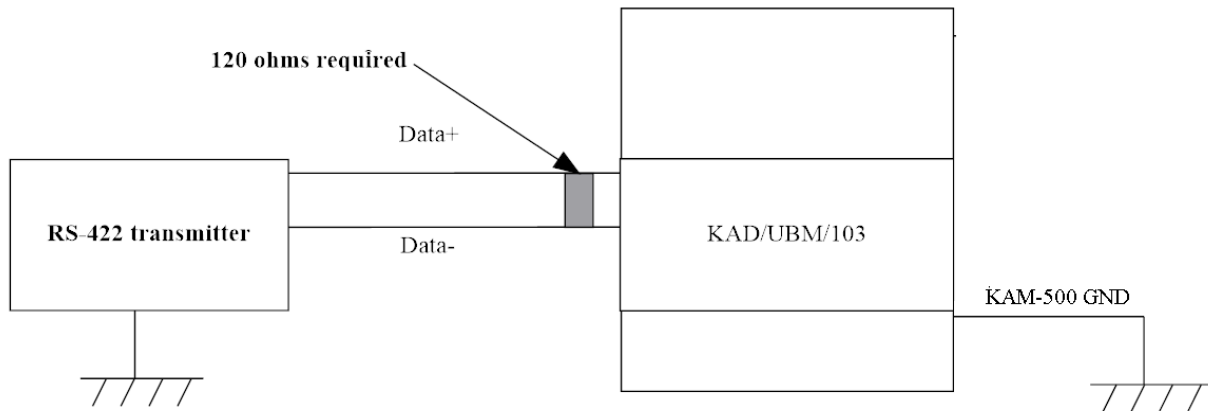 120 ohms required
Data+
RS-422 transmitter
Data-
KAD/UBM/103
KAM-500 GND